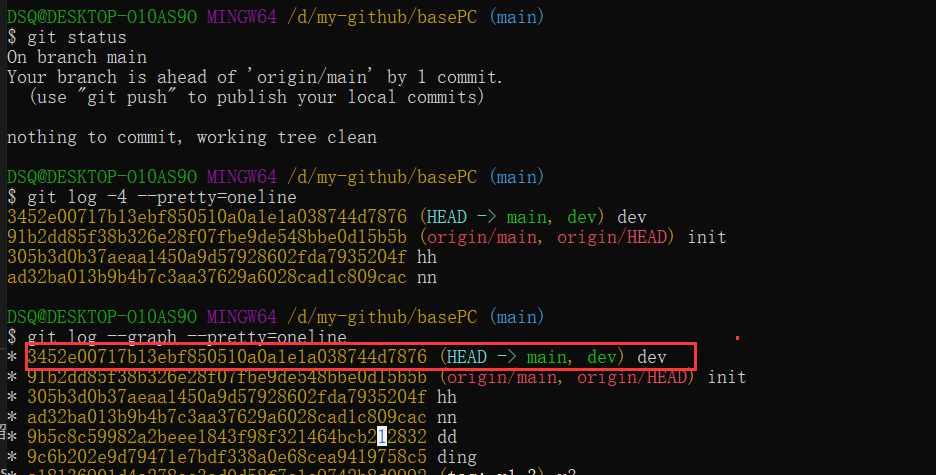 DSQ@DESKTOP-O10AS90 MINGW64 /d/my-github/basePC (main)
$ git status
On branch main
Your branch is ahead of 'origin/main' by 1 commit.
  (use "git push" to publish your local commits)
nothing to commit, working tree clean
DSQ@DESKTOP-O10AS90 MINGW64 /d/my-github/basePC (main)
$ git log -4 --pretty=oneline
3452e00717b13ebf850510a0a1e1a038744d7876 (HEAD -> main, dev) dev
91b2dd85f38b326e28f07fbe9de548bbe0d15b5b (origin/main, origin/HEAD) init
305b3d0b37aeaa1450a9d57928602fda7935204f hh
ad32ba013b9b4b7c3aa37629a6028cad1c809cac nn
DSQ@DESKTOP-O10AS90 MINGW64 /d/my-github/basePC (main)
$ git log --graph --pretty=oneline
* 3452e00717b13ebf850510a0a1e1a038744d7876 (HEAD -> main, dev) dev
* 91b2dd85f38b326e28f07fbe9de548bbe0d15b5b (origin/main, origin/HEAD) init
* 305b3d0b37aeaa1450a9d57928602fda7935204f hh
* ad32ba013b9b4b7c3aa37629a6028cad1c809cac nn
* 9b5c8c59982a2beee1843f98f321464bcb212832 dd
* 9c6b202e9d79471e7bdf338a0e68cea9419758c5 ding